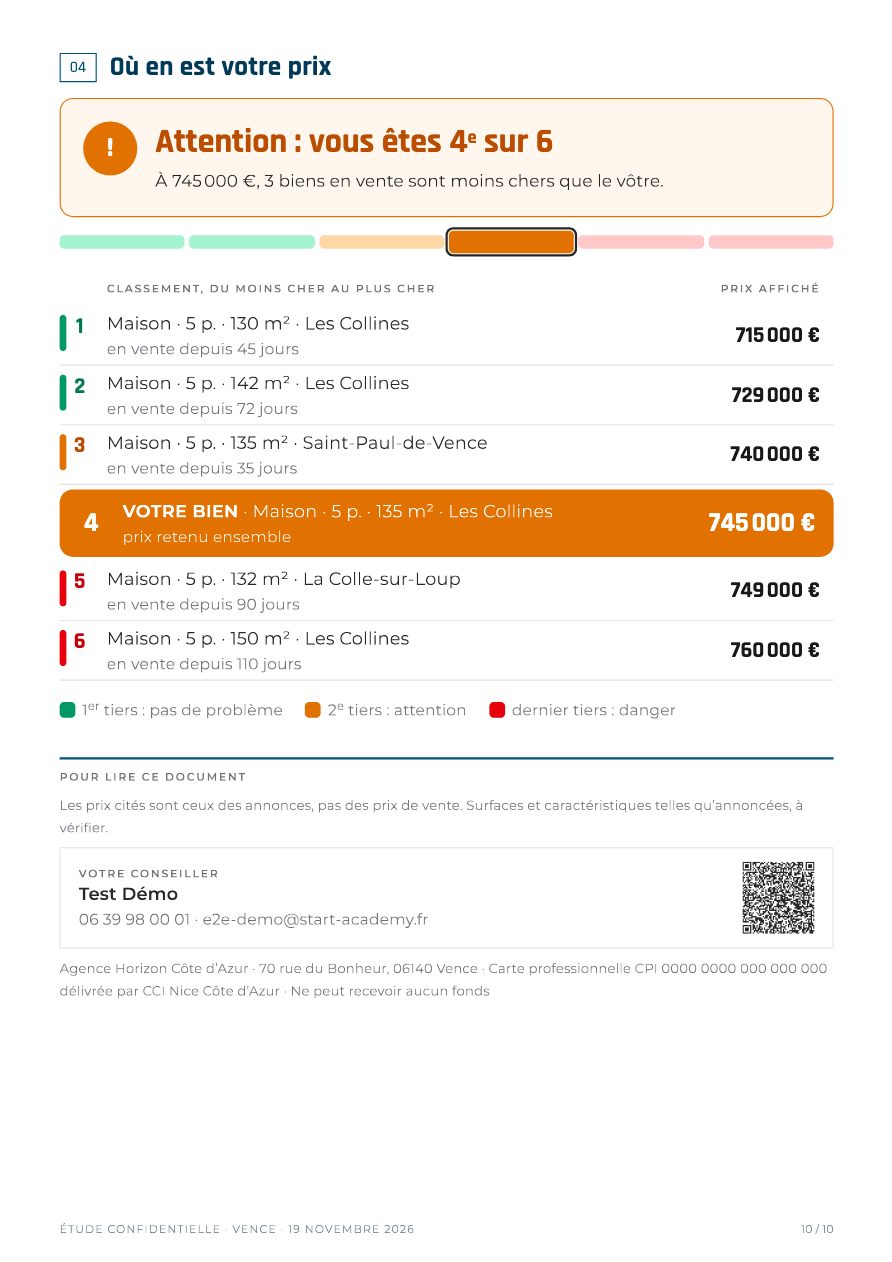 04 Où en est votre prix
!
Attention : vous êtes 4e sur 6
À 745 000 €, 3 biens en vente sont moins chers que le vôtre.
CLASSEMENT, DU MOINS CHER AU PLUS CHER PRIX AFFICHÉ
1 Maison · 5 p. · 130 m² · Les Collines 715 000 €
en vente depuis 45 jours
2 Maison · 5 p. · 142 m² · Les Collines 729 000 €
en vente depuis 72 jours
3 Maison · 5 p. · 135 m² · Saint-Paul-de-Vence 740 000 €
en vente depuis 35 jours
4 VOTRE BIEN · Maison · 5 p. · 135 m² · Les Collines 745 000 €
prix retenu ensemble
5 Maison · 5 p. · 132 m² · La Colle-sur-Loup 749 000 €
en vente depuis 90 jours
6 Maison · 5 p. · 150 m² · Les Collines 760 000 €
en vente depuis 110 jours
1er tiers : pas de problème 2e tiers : attention dernier tiers : danger
POUR LIRE CE DOCUMENT
Les prix cités sont ceux des annonces, pas des prix de vente. Surfaces et caractéristiques telles qu'annoncées, à
vérifier.
VOTRE CONSEILLER
Test Démo
06 39 98 00 01 · e2e-demo@start-academy.fr
Agence Horizon Côte d'Azur · 70 rue du Bonheur, 06140 Vence · Carte professionnelle CPI 0000 0000 000 000 000
délivrée par CCI Nice Côte d'Azur · Ne peut recevoir aucun fonds
ÉTUDE CONFIDENTIELLE · VENCE · 19 NOVEMBRE 2026 10 / 10